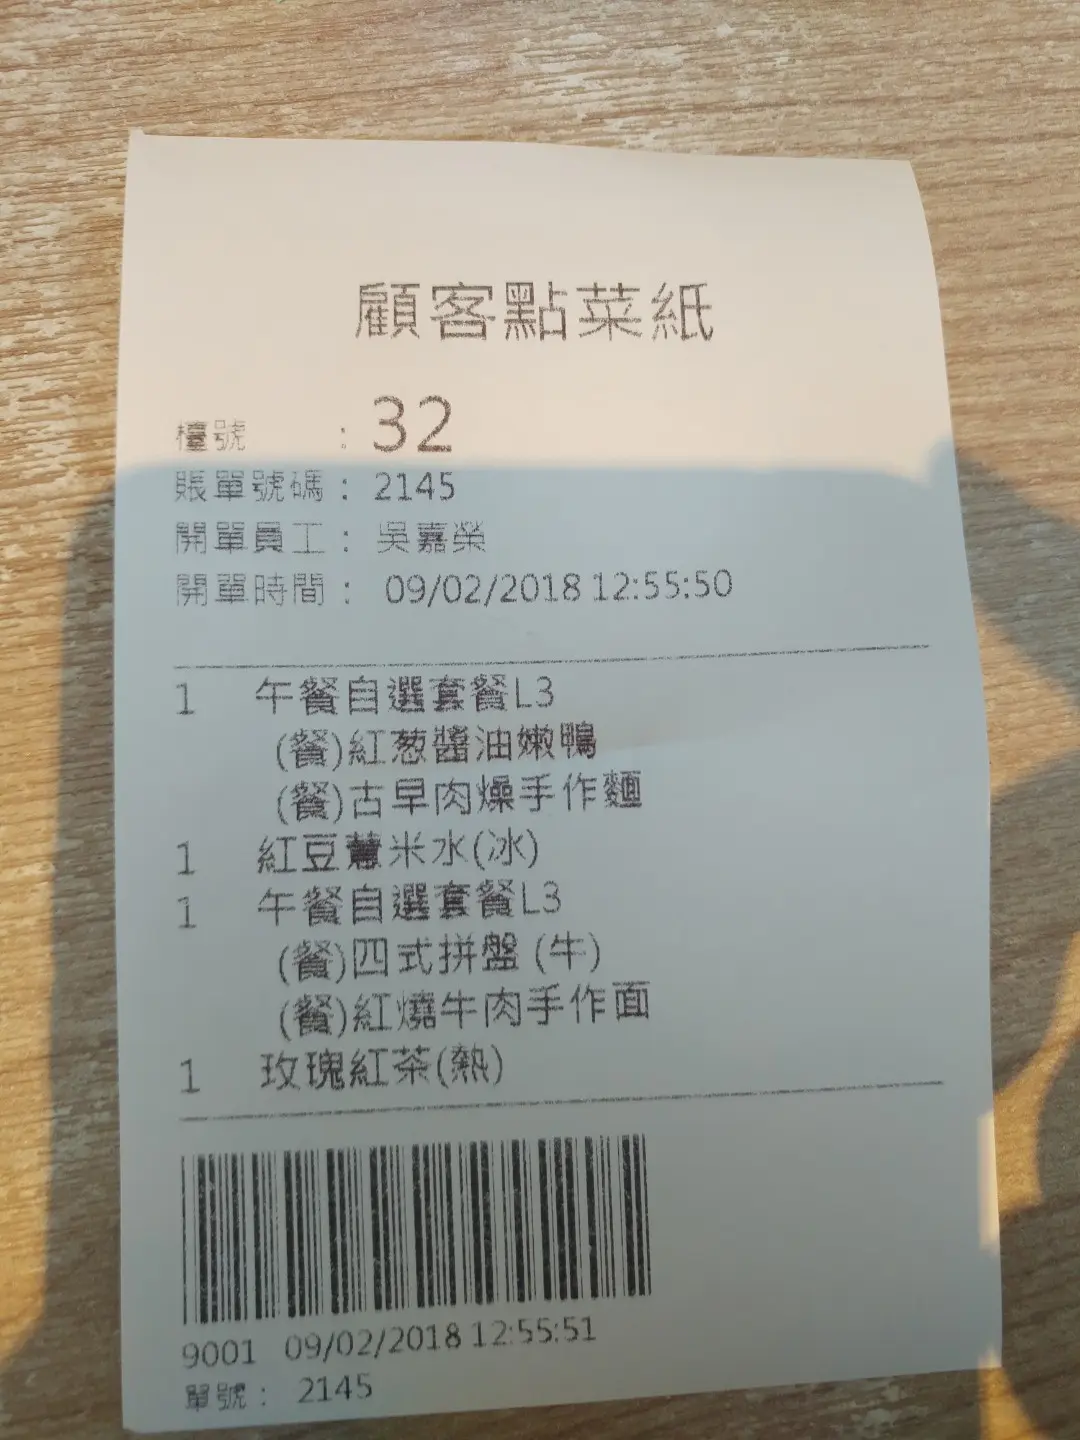 顧客點菜紙
檯號 : 32
賬單號碼 : 2145
開單員工 : 吳嘉榮
開單時間 : 09/02/2018 12:55:50
1 午餐自選套餐L3
(餐)紅葱醬油嫩鴨
(餐)古早肉燥手作麵
1 紅豆薏米水(冰)
1 午餐自選套餐L3
(餐)四式拼盤 (牛)
(餐)紅燒牛肉手作面
1 玫瑰紅茶(熱)
9001 09/02/2018 12:55:51
單號 : 2145